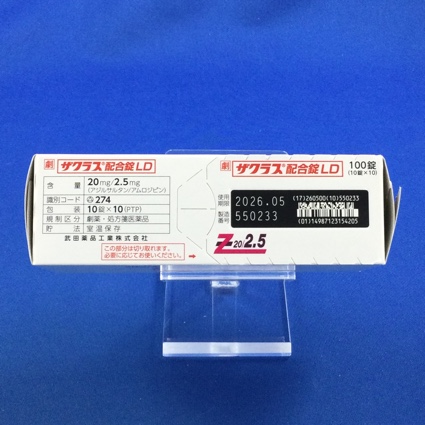 劇 ザクラス®配合錠LD
含量 20mg/2.5mg
(アジルサルタン/アムロジピン)
識別コード 274
包装 10錠×10(PTP)
規制区分 劇薬・処方箋医薬品
貯法 室温保存
武田薬品工業株式会社
この部分は切り取れます。
必要に応じてお使い下さい。
劇 ザクラス®配合錠LD 100錠
(10錠×10)
使用期限 2026.05
製造番号 550233
(17)260500(10)550233
(01)14987123154205
Z20/2.5